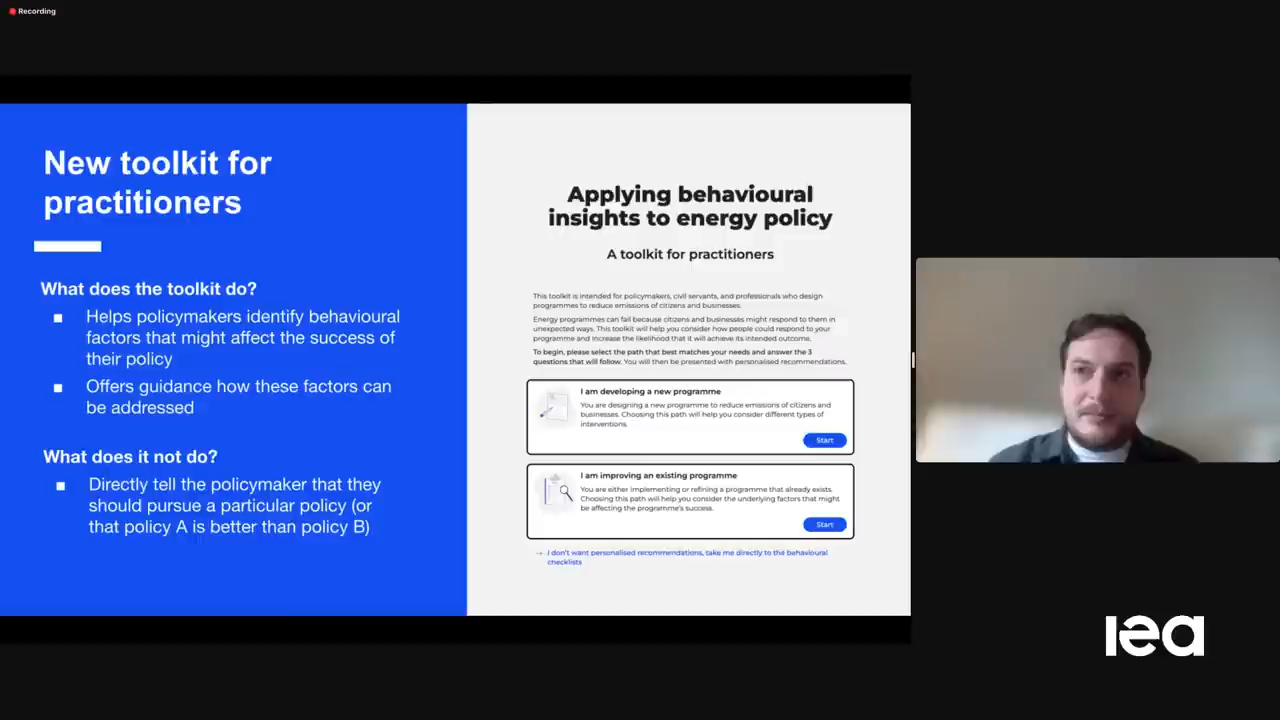 Recording
New toolkit for
practitioners
What does the toolkit do?
Helps policymakers identify behavioural
factors that might affect the success of
their policy
Offers guidance how these factors can
be addressed
What does it not do?
Directly tell the policymaker that they
should pursue a particular policy (or
that policy A is better than policy B)
Applying behavioural
insights to energy policy
A toolkit for practitioners
This toolkit is intended for policymakers, civil servants, and professionals who design
programmes to reduce emissions of citizens and businesses.
Energy programmes can fail because citizens and businesses might respond to them in
unexpected ways. This toolkit will help you consider how people could respond to your
programme and increase the likelihood that it will achieve its intended outcome.
To begin, please select the path that best matches your needs and answer the 3
questions that will follow. You will then be presented with personalised recommendations.
I am developing a new programme
You are designing a new programme to reduce emissions of citizens and
businesses. Choosing this path will help you consider different types of
interventions.
Start
I am improving an existing programme
You are either implementing or refining a programme that already exists.
Choosing this path will help you consider the underlying factors that might
be affecting the programme's success.
Start
→ I don't want personalised recommendations, take me directly to the behavioural
checklists
iea